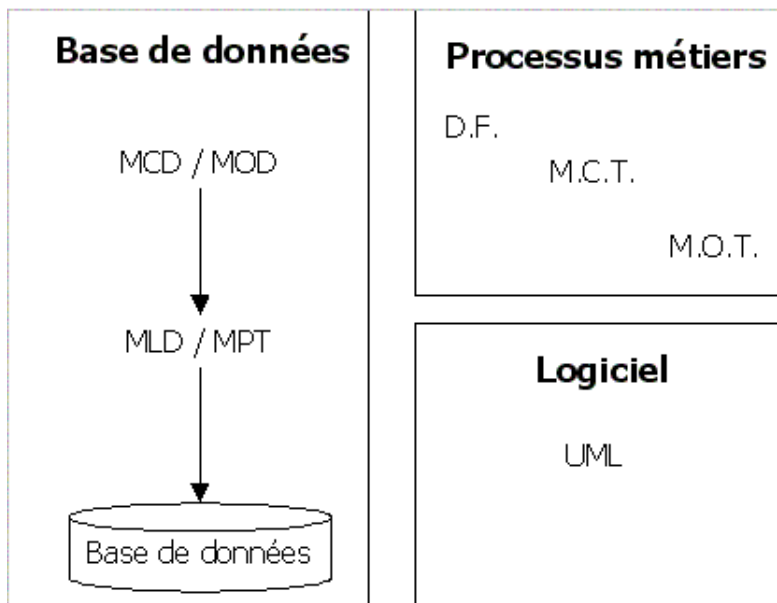 Base de données
MCD / MOD
MLD / MPT
Base de données
Processus métiers
D.F.
M.C.T.
M.O.T.
Logiciel
UML